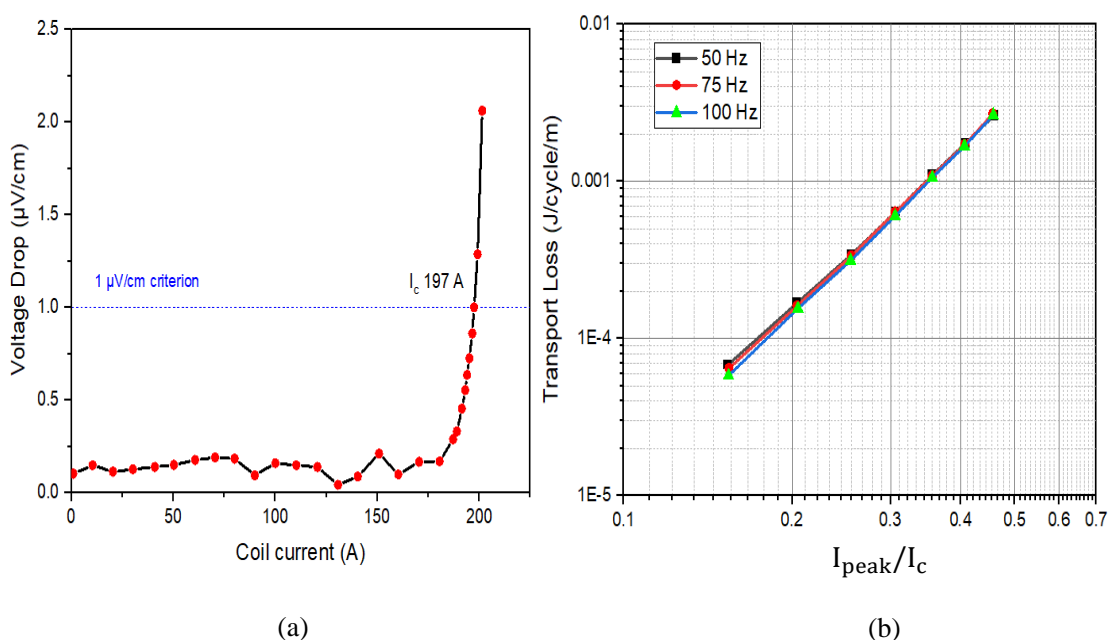 2.5
2.0
1.5
1.0
0.5
0.0
Voltage Drop (µV/cm)
1 µV/cm criterion
Ic 197 A
0
50
100
150
200
Coil current (A)
(a)
0.01
0.001
1E-4
1E-5
Transport Loss (J/cycle/m)
50 Hz
75 Hz
100 Hz
0.1
0.2
0.3
0.4
0.5
0.6
0.7
Ipeak/Ic
(b)